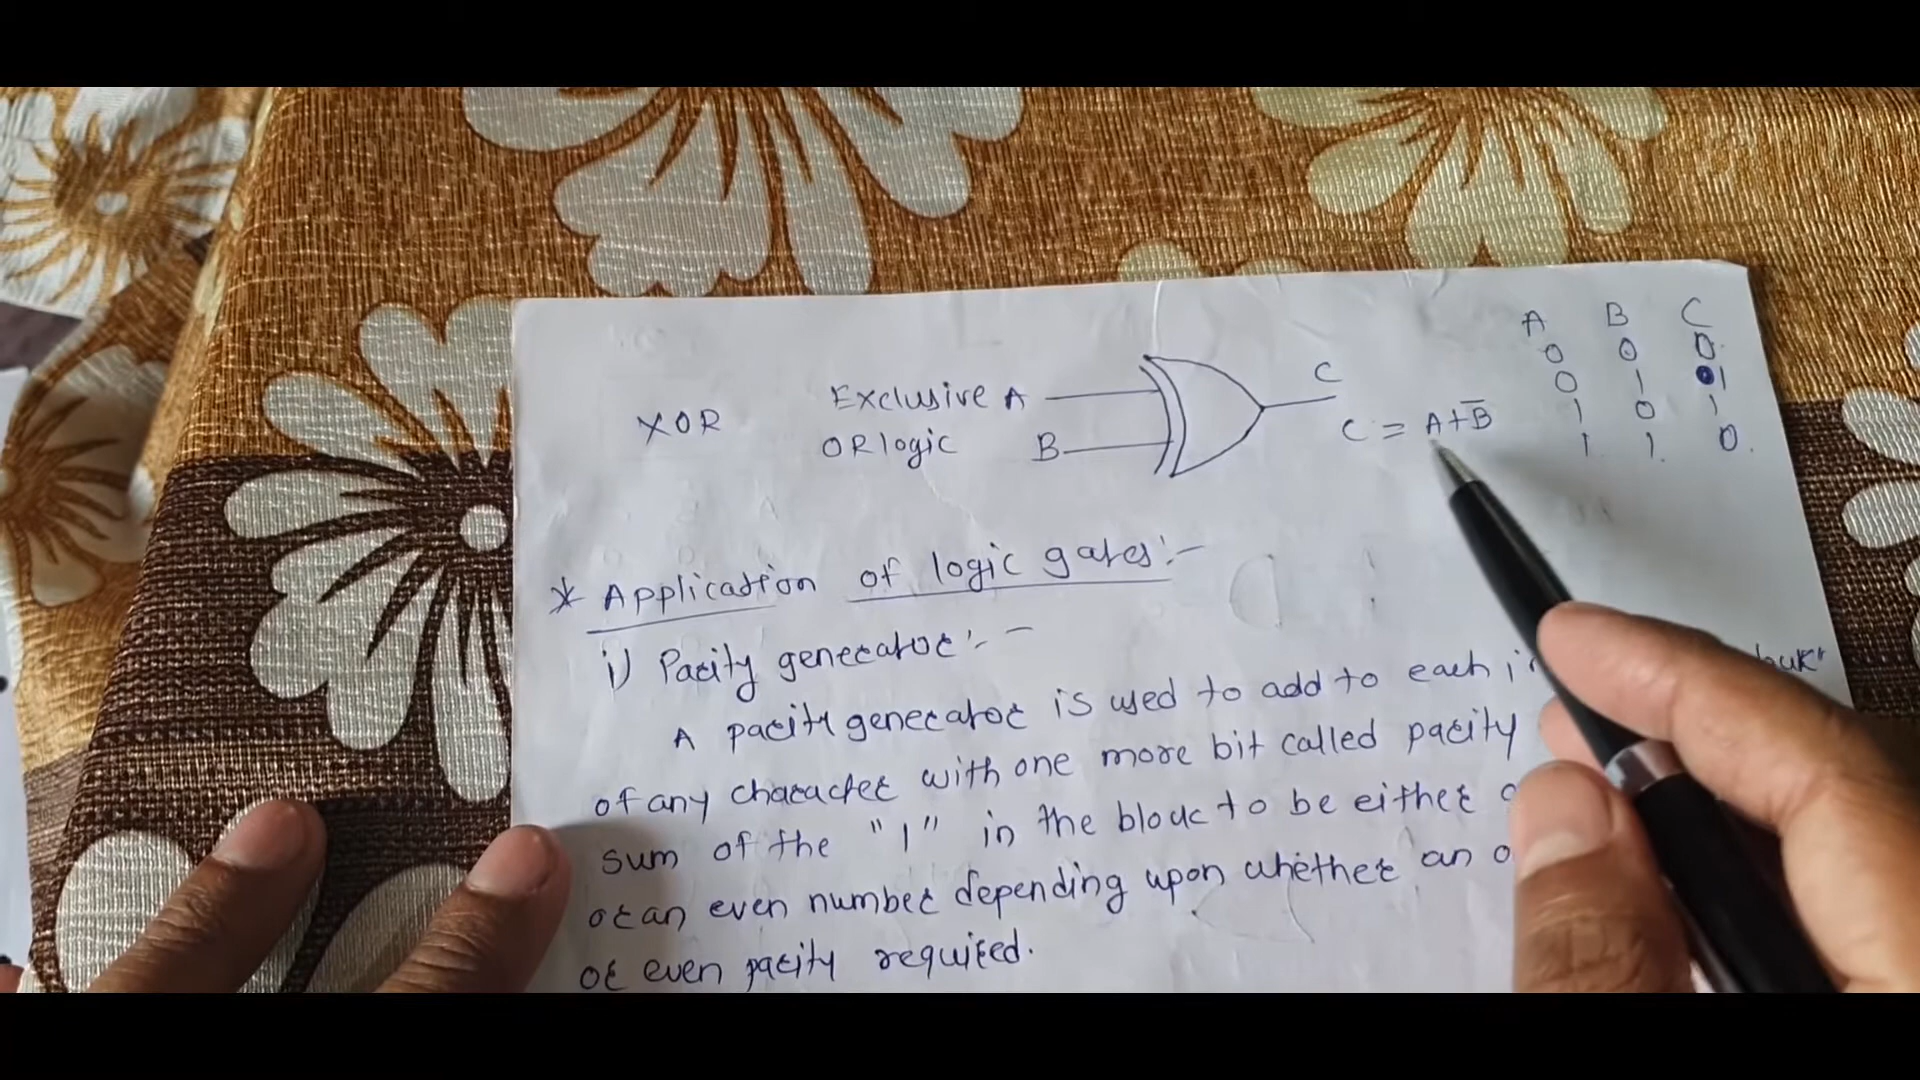 A B C
0 0 0
0 1 1
1 0 1
1 1 0
XOR
Exclusive
OR logic
A
B
C
C = A+B̅
* Application of logic gates:-
i) Parity generator:-
A parity generator is used to add to each
of any character with one more bit called parity
sum of the "1" in the block to be either
or an even number depending upon whether an
or even parity required.